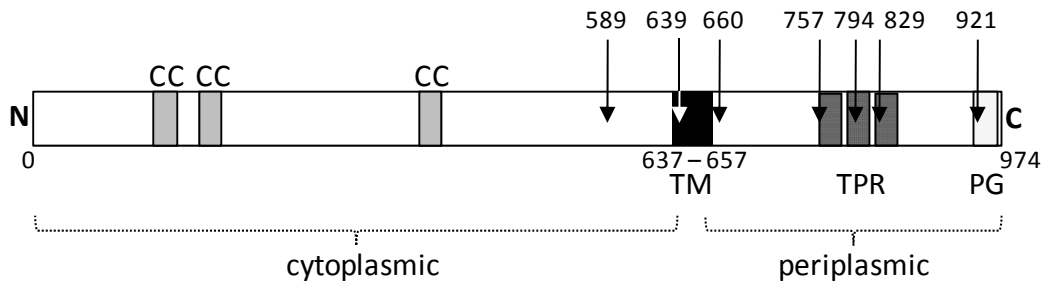 589 639 660 757 794 829 921
CC CC CC
N C
0 637 – 657 974
TM TPR PG
cytoplasmic periplasmic